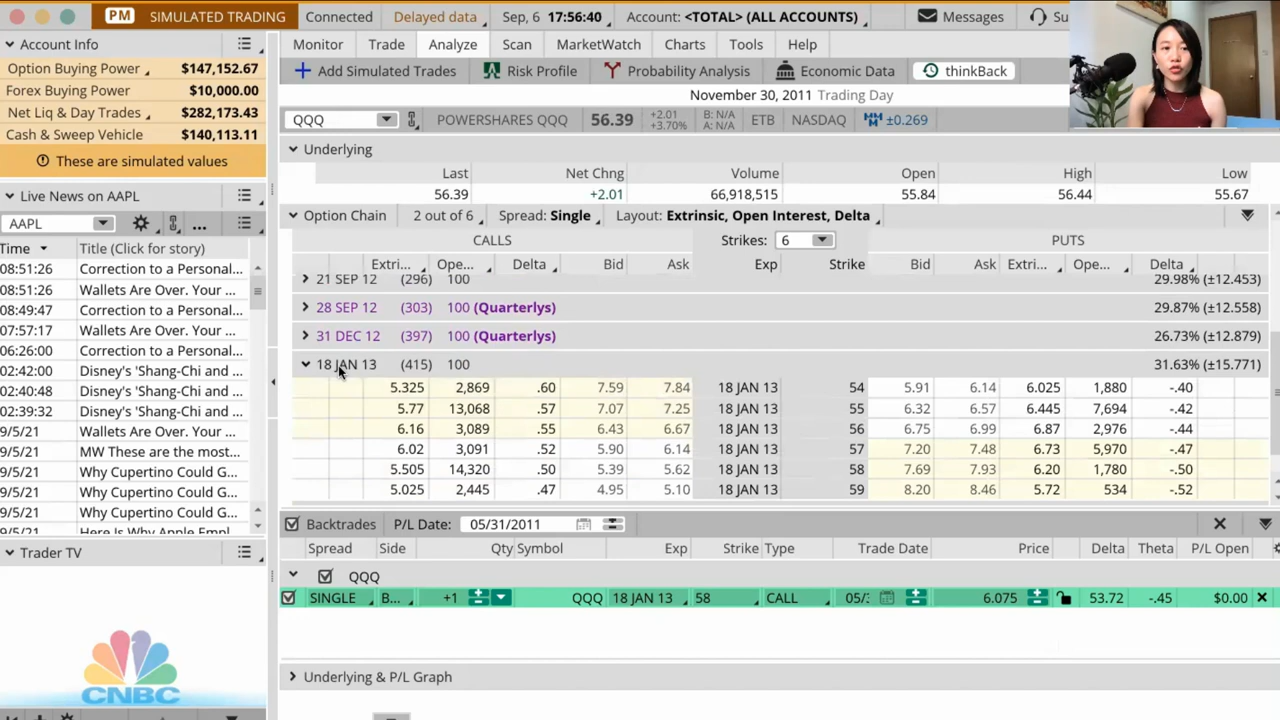 PM SIMULATED TRADING Connected Delayed data Sep, 6 17:56:40 Account: <TOTAL> (ALL ACCOUNTS) Messages
Account Info
Option Buying Power $147,152.67
Forex Buying Power $10,000.00
Net Liq & Day Trades $282,173.43
Cash & Sweep Vehicle $140,113.11
These are simulated values
Live News on AAPL
AAPL ...
Time Title (Click for story)
08:51:26 Correction to a Personal...
08:51:26 Wallets Are Over. Your ...
08:49:47 Correction to a Personal...
07:57:17 Wallets Are Over. Your ...
06:26:00 Correction to a Personal...
02:42:00 Disney's 'Shang-Chi and ...
02:40:48 Disney's 'Shang-Chi and ...
02:39:32 Disney's 'Shang-Chi and ...
9/5/21 Wallets Are Over. Your ...
9/5/21 MW These are the most...
9/5/21 Why Cupertino Could G...
9/5/21 Why Cupertino Could G...
9/5/21 Why Cupertino Could G...
Trader TV
CNBC
Monitor Trade Analyze Scan MarketWatch Charts Tools Help
Add Simulated Trades Risk Profile Probability Analysis Economic Data thinkBack
November 30, 2011 Trading Day
QQQ POWERSHARES QQQ 56.39 +2.01 +3.70% B: N/A A: N/A ETB NASDAQ ±0.269
Underlying
Last Net Chng Volume Open High Low
56.39 +2.01 66,918,515 55.84 56.44 55.67
Option Chain 2 out of 6 Spread: Single Layout: Extrinsic, Open Interest, Delta
CALLS Strikes: 6 PUTS
Extri... Ope... Delta Bid Ask Exp Strike Bid Ask Extri... Ope... Delta
21 SEP 12 (296) 100 29.98% (±12.453)
28 SEP 12 (303) 100 (Quarterlys) 29.87% (±12.558)
31 DEC 12 (397) 100 (Quarterlys) 26.73% (±12.879)
18 JAN 13 (415) 100 31.63% (±15.771)
5.325 2,869 .60 7.59 7.84 18 JAN 13 54 5.91 6.14 6.025 1,880 -.40
5.77 13,068 .57 7.07 7.25 18 JAN 13 55 6.32 6.57 6.445 7,694 -.42
6.16 3,089 .55 6.43 6.67 18 JAN 13 56 6.75 6.99 6.87 2,976 -.44
6.02 3,091 .52 5.90 6.14 18 JAN 13 57 7.20 7.48 6.73 5,970 -.47
5.505 14,320 .50 5.39 5.62 18 JAN 13 58 7.69 7.93 6.20 1,780 -.50
5.025 2,445 .47 4.95 5.10 18 JAN 13 59 8.20 8.46 5.72 534 -.52
Backtrades P/L Date: 05/31/2011
Spread Side Qty Symbol Exp Strike Type Trade Date Price Delta Theta P/L Open
QQQ
SINGLE B... +1 QQQ 18 JAN 13 58 CALL 05/ 6.075 53.72 -.45 $0.00
Underlying & P/L Graph